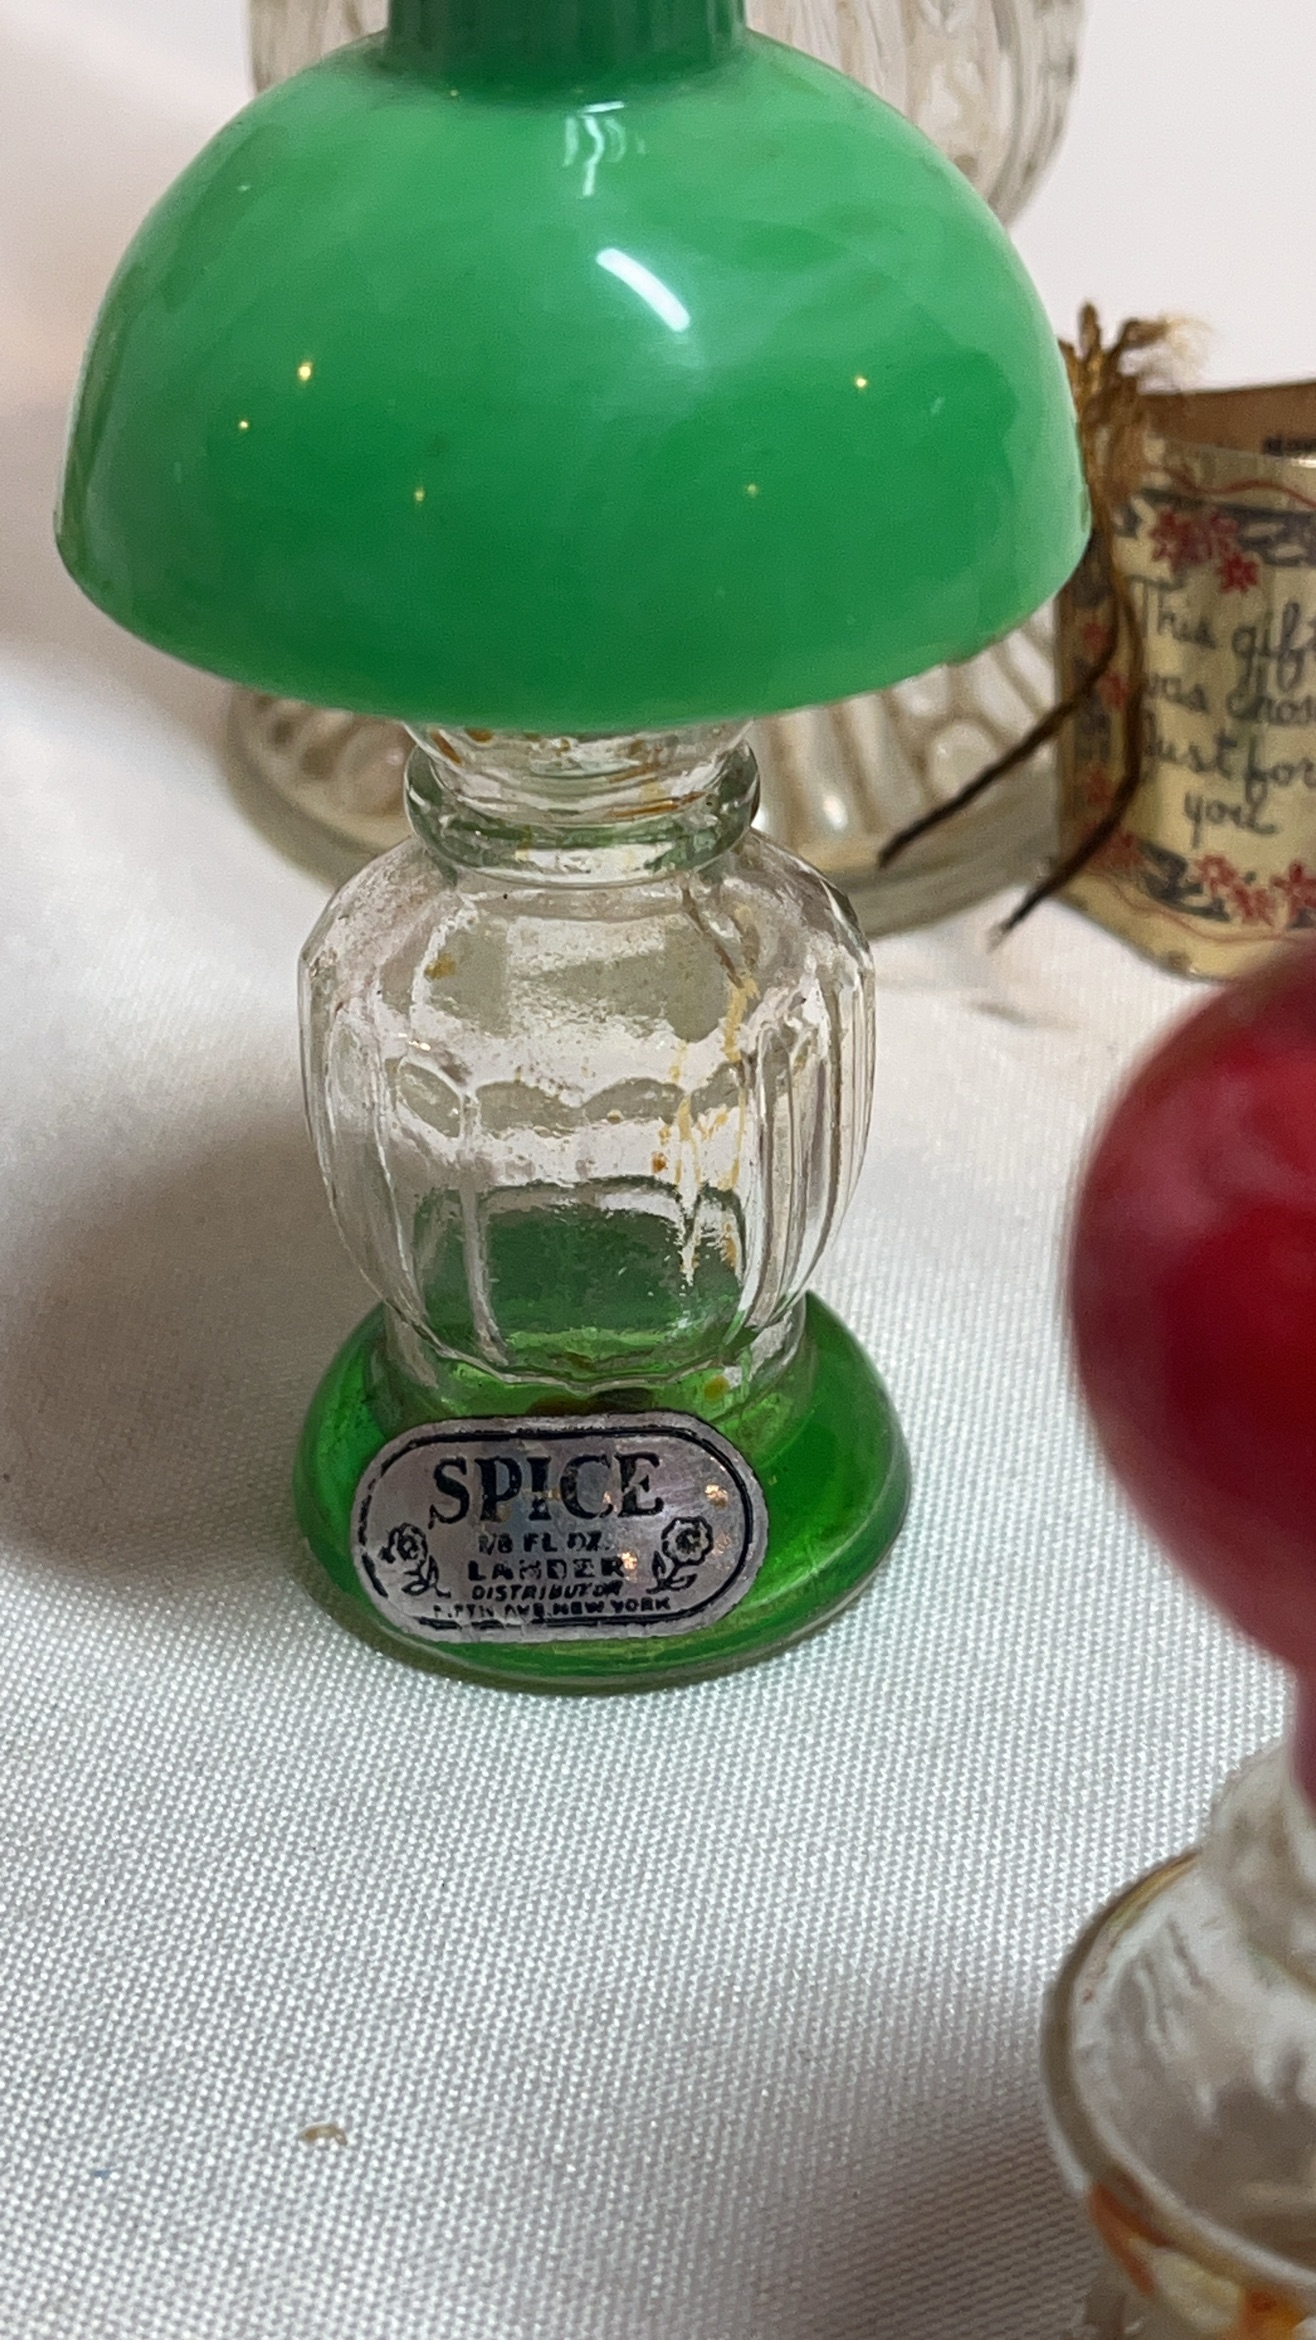 SPICE
1/8 FL OZ.
LANDER
DISTRIBUTOR
FIFTH AVE NEW YORK
This gift
was chosen
Just for
you